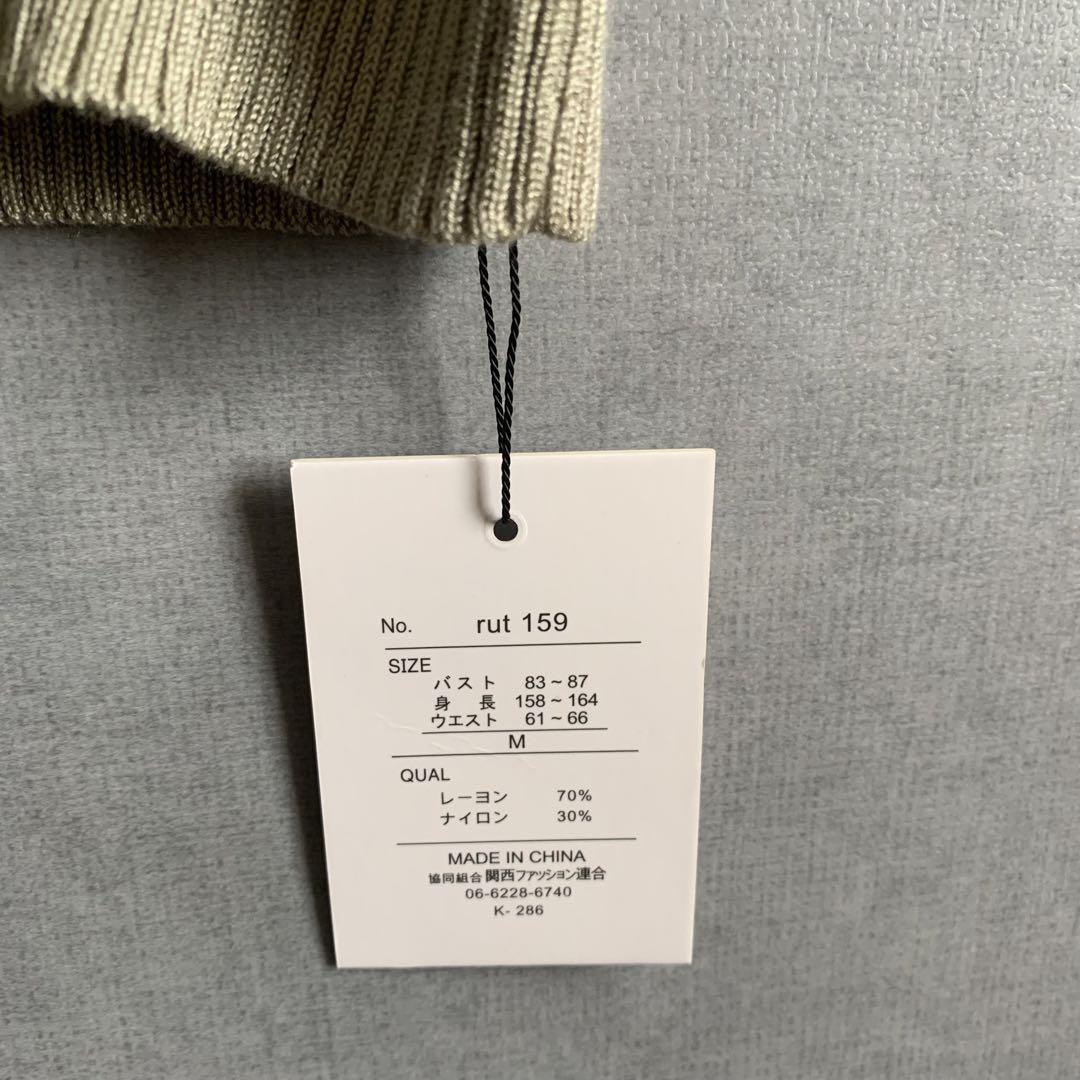 No. rut 159
SIZE
バスト 83~87
身 長 158~164
ウエスト 61~66
M
QUAL
レーヨン 70%
ナイロン 30%
MADE IN CHINA
協同組合 関西ファッション連合
06-6228-6740
K- 286